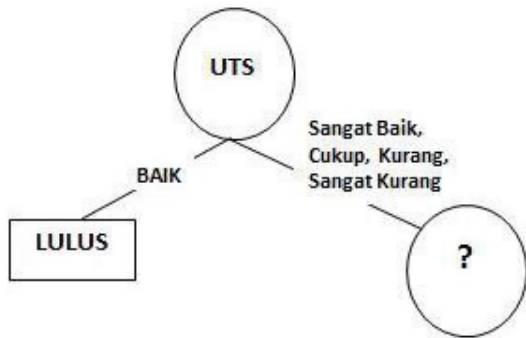 UTS
Sangat Baik,
Cukup, Kurang,
Sangat Kurang
BAIK
LULUS
?